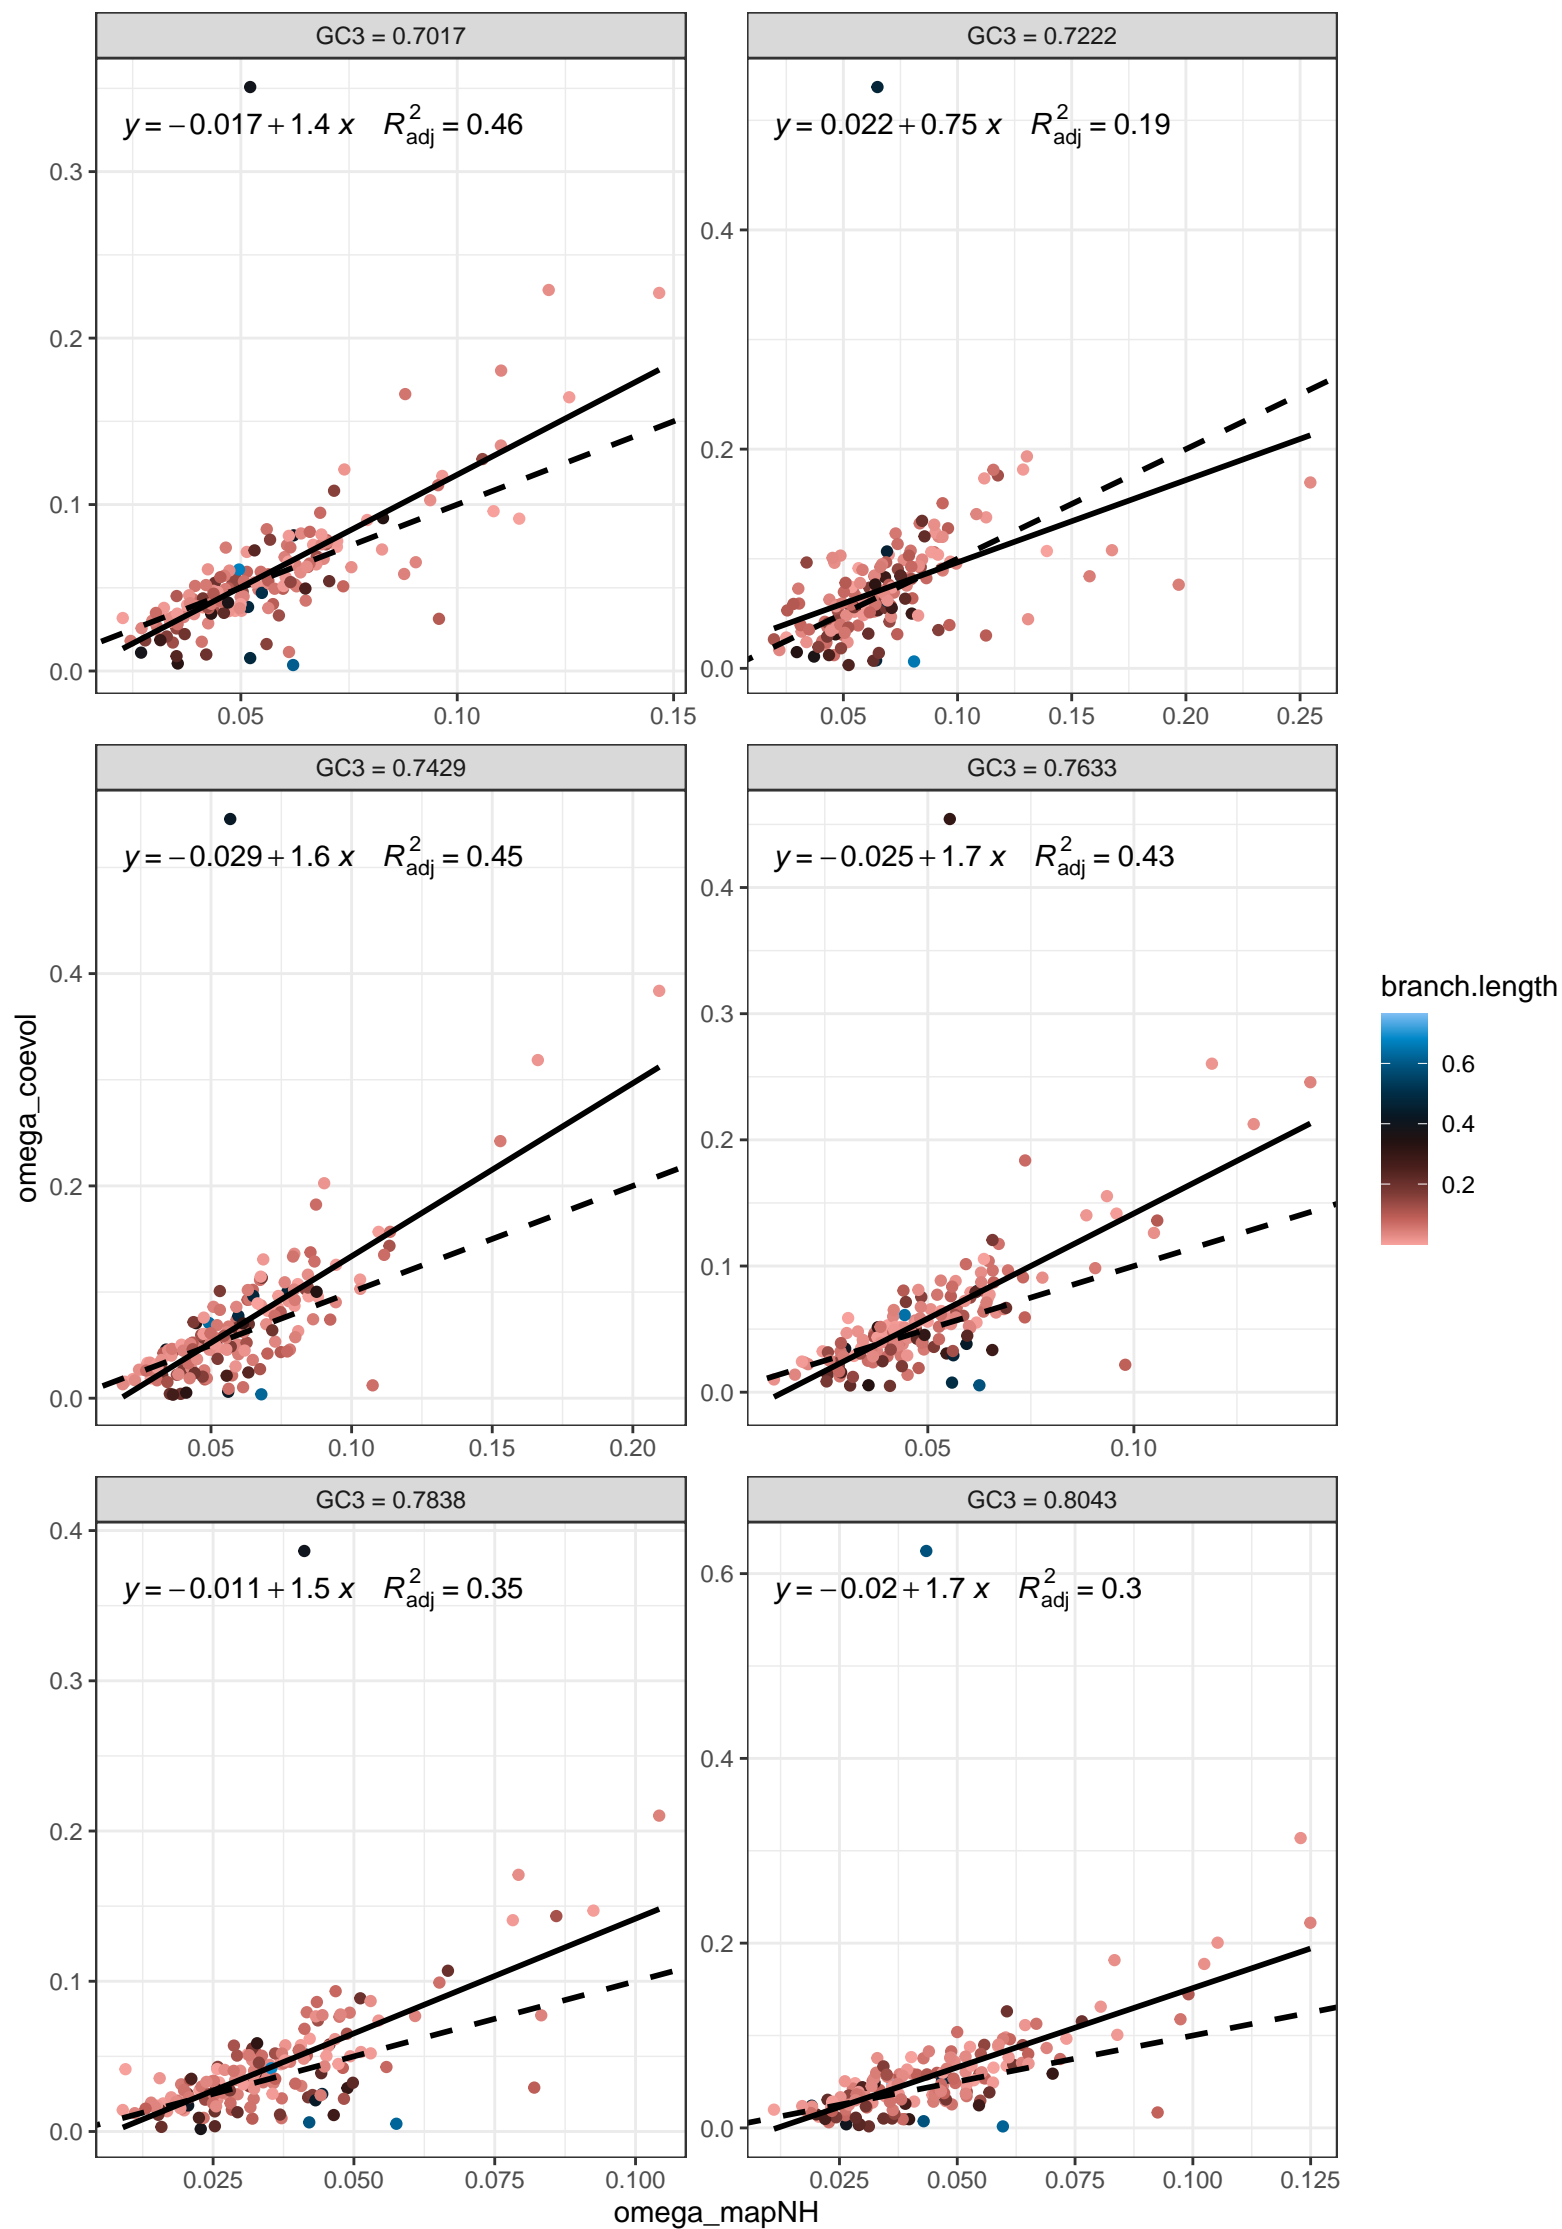 GC3 = 0.7017
GC3 = 0.7222
y = −0.017 + 1.4 x R²adj = 0.46
y = 0.022 + 0.75 x R²adj = 0.19
0.3
0.2
0.1
0.0
0.4
0.2
0.0
0.05 0.10 0.15
0.05 0.10 0.15 0.20 0.25
GC3 = 0.7429
GC3 = 0.7633
y = −0.029 + 1.6 x R²adj = 0.45
y = −0.025 + 1.7 x R²adj = 0.43
0.4
0.2
0.0
0.4
0.3
0.2
0.1
0.0
0.05 0.10 0.15 0.20
0.05 0.10
GC3 = 0.7838
GC3 = 0.8043
y = −0.011 + 1.5 x R²adj = 0.35
y = −0.02 + 1.7 x R²adj = 0.3
0.4
0.3
0.2
0.1
0.0
0.6
0.4
0.2
0.0
0.025 0.050 0.075 0.100
0.025 0.050 0.075 0.100 0.125
omega_mapNH
omega_coevol
branch.length
0.6
0.4
0.2